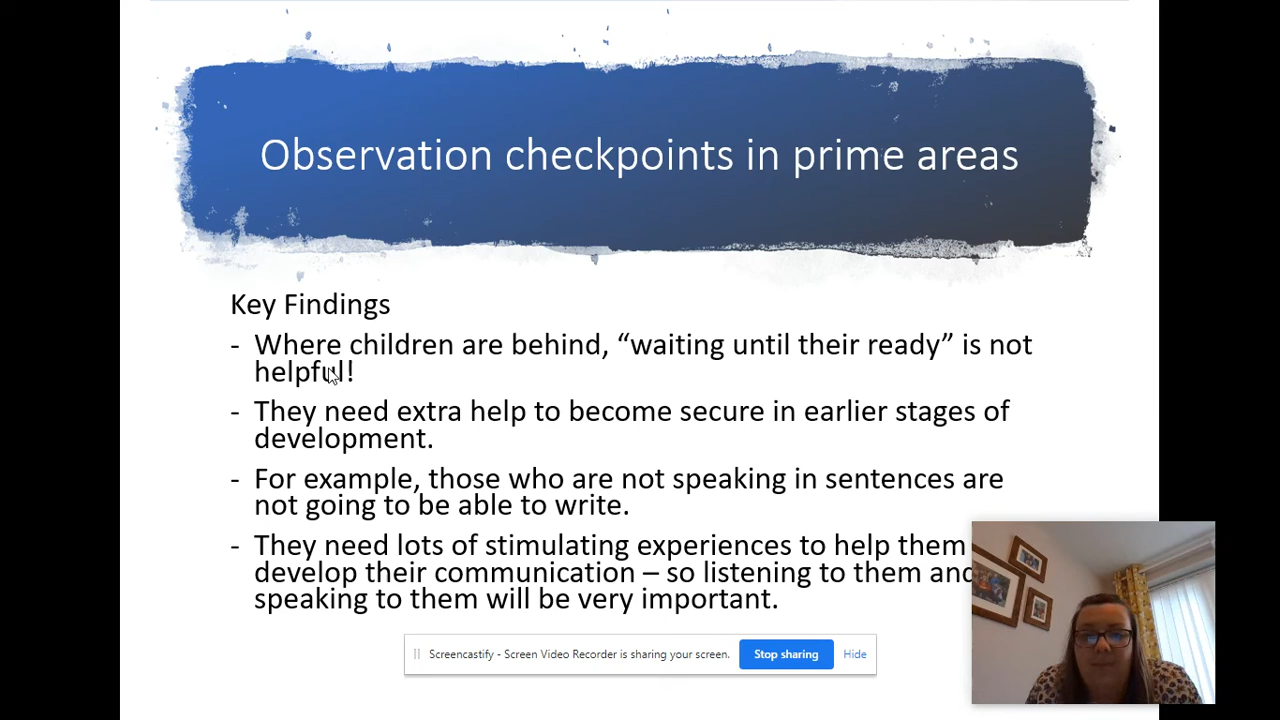 Observation checkpoints in prime areas
Key Findings
- Where children are behind, “waiting until their ready” is not
helpful!
- They need extra help to become secure in earlier stages of
development.
- For example, those who are not speaking in sentences are
not going to be able to write.
- They need lots of stimulating experiences to help them
develop their communication – so listening to them and
speaking to them will be very important.
Screencastify - Screen Video Recorder is sharing your screen.
Stop sharing
Hide